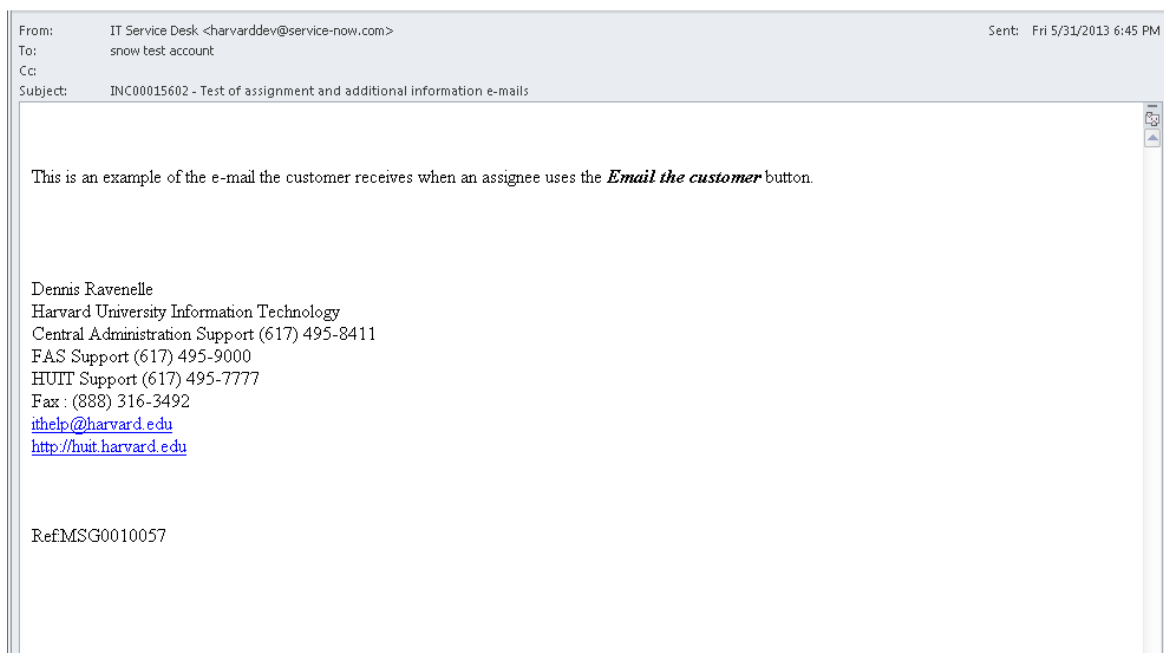 From: IT Service Desk <harvarddev@service-now.com> Sent: Fri 5/31/2013 6:45 PM
To: snow test account
Cc:
Subject: INC00015602 - Test of assignment and additional information e-mails
This is an example of the e-mail the customer receives when an assignee uses the Email the customer button.
Dennis Ravenelle
Harvard University Information Technology
Central Administration Support (617) 495-8411
FAS Support (617) 495-9000
HUIT Support (617) 495-7777
Fax : (888) 316-3492
ithelp@harvard.edu
http://huit.harvard.edu
Ref:MSG0010057